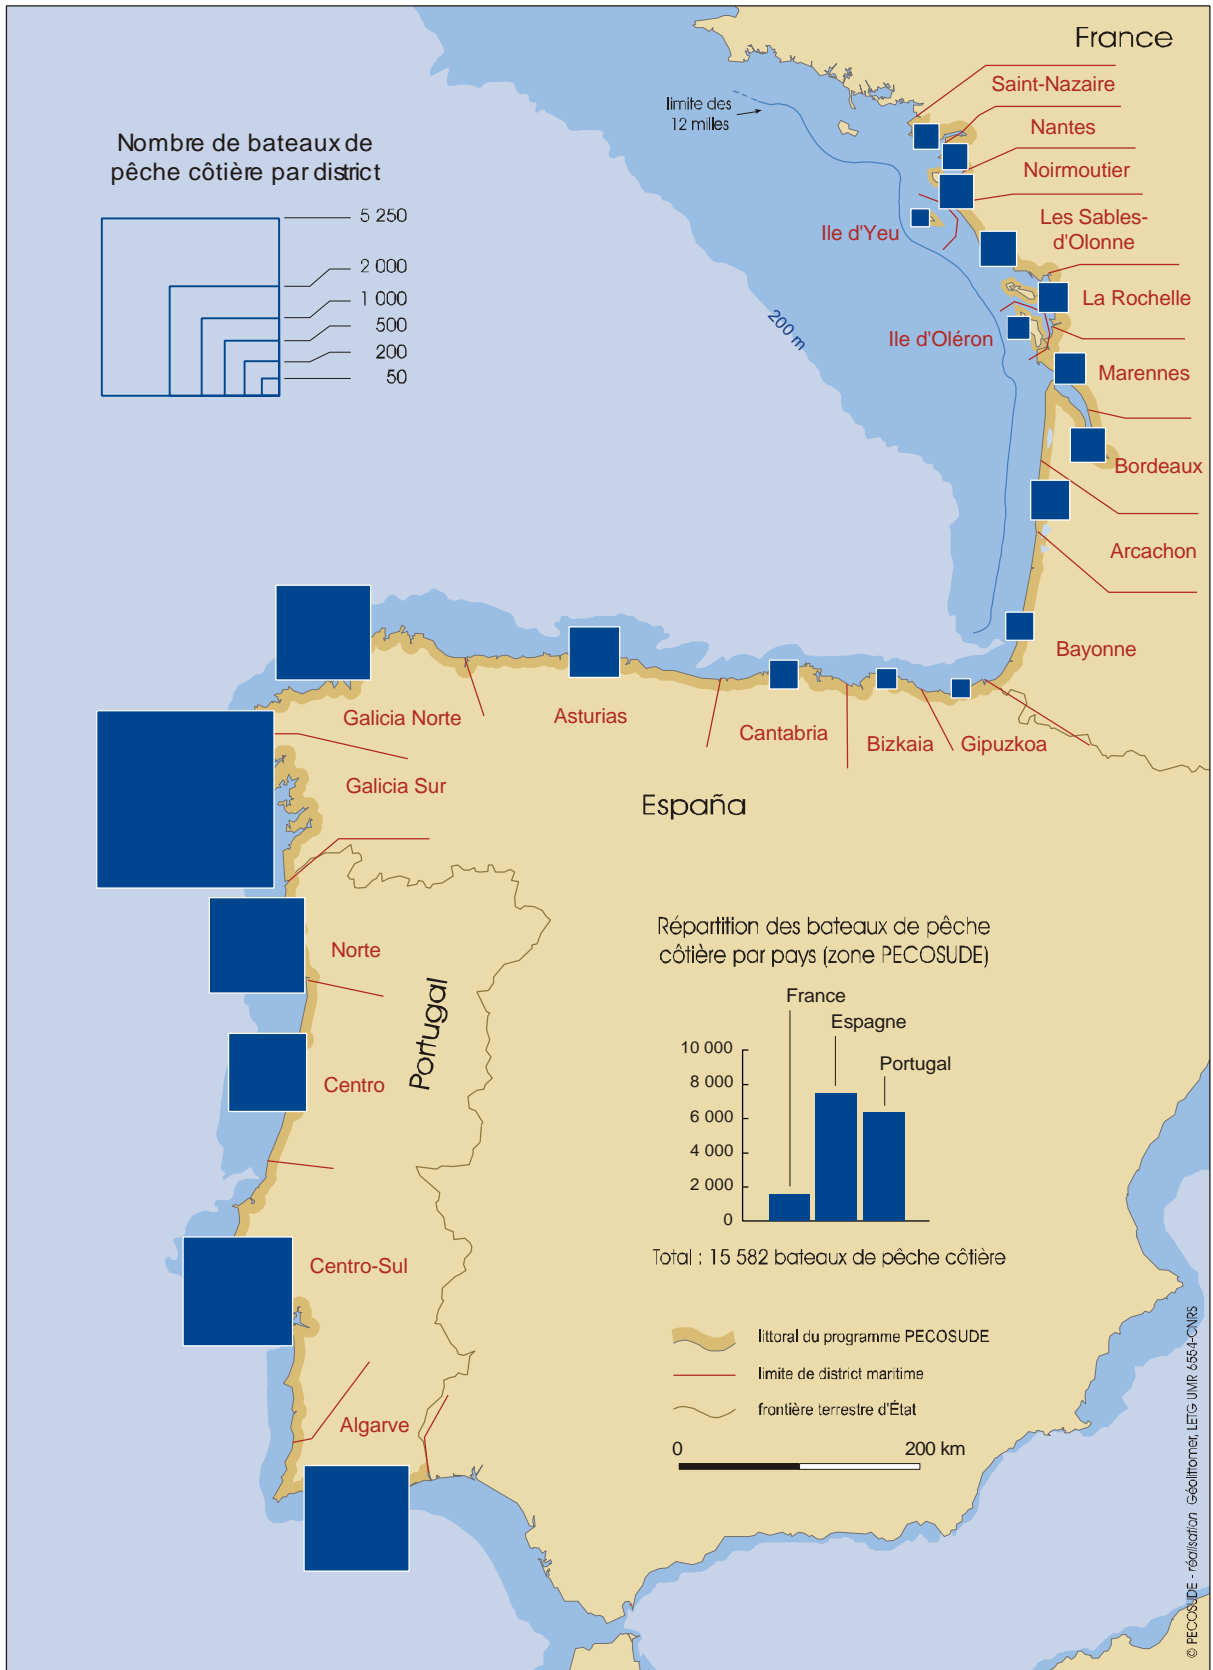 France
Saint-Nazaire
limite des
12 milles
Nantes
Noirmoutier
Nombre de bateaux de
pêche côtière par district
5 250
2 000
1 000
500
200
50
Ile d'Yeu
Les Sables-
d'Olonne
La Rochelle
200 m
Ile d'Oléron
Marennes
Bordeaux
Arcachon
Bayonne
Galicia Norte
Asturias
Cantabria
Bizkaia
Gipuzkoa
Galicia Sur
España
Norte
Portugal
Centro
Centro-Sul
Algarve
Répartition des bateaux de pêche
côtière par pays (zone PECOSUDE)
France
Espagne
Portugal
10 000
8 000
6 000
4 000
2 000
0
Total : 15 582 bateaux de pêche côtière
littoral du programme PECOSUDE
limite de district maritime
frontière terrestre d'État
0 200 km
© PECOSUDE - réalisation Géolittomer, LETG UMR 6554-CNRS